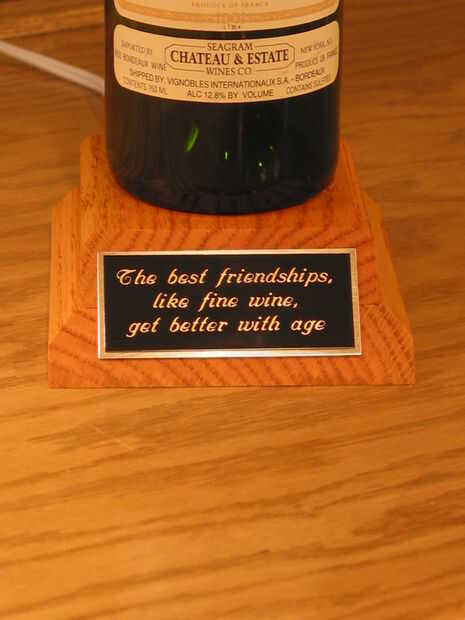 PRODUCE OF FRANCE
IMPORTED BY
SEAGRAM
NEW YORK, N.Y.
RED BORDEAUX WINE
CHATEAU & ESTATE
PRODUCE OF FRANCE
WINES CO.
SHIPPED BY: VIGNOBLES INTERNATIONAUX S.A. - BORDEAUX
CONTENTS 750 ML
ALC 12.8% BY VOLUME
CONTAINS SULFITES
The best friendships,
like fine wine,
get better with age